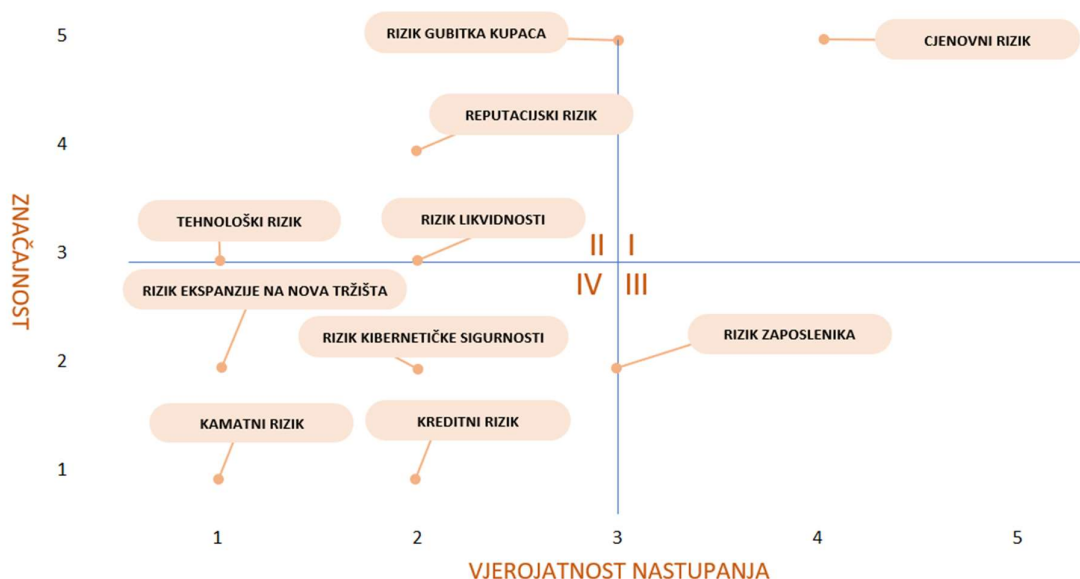 5
RIZIK GUBITKA KUPACA
CJENOVNI RIZIK
REPUTACIJSKI RIZIK
4
ZNAČAJNOST
TEHNOLOŠKI RIZIK
RIZIK LIKVIDNOSTI
3
II I
IV III
RIZIK EKSPANZIJE NA NOVA TRŽIŠTA
RIZIK KIBERNETIČKE SIGURNOSTI
RIZIK ZAPOSLENIKA
2
KAMATNI RIZIK
KREDITNI RIZIK
1
1 2 3 4 5
VJEROJATNOST NASTUPANJA